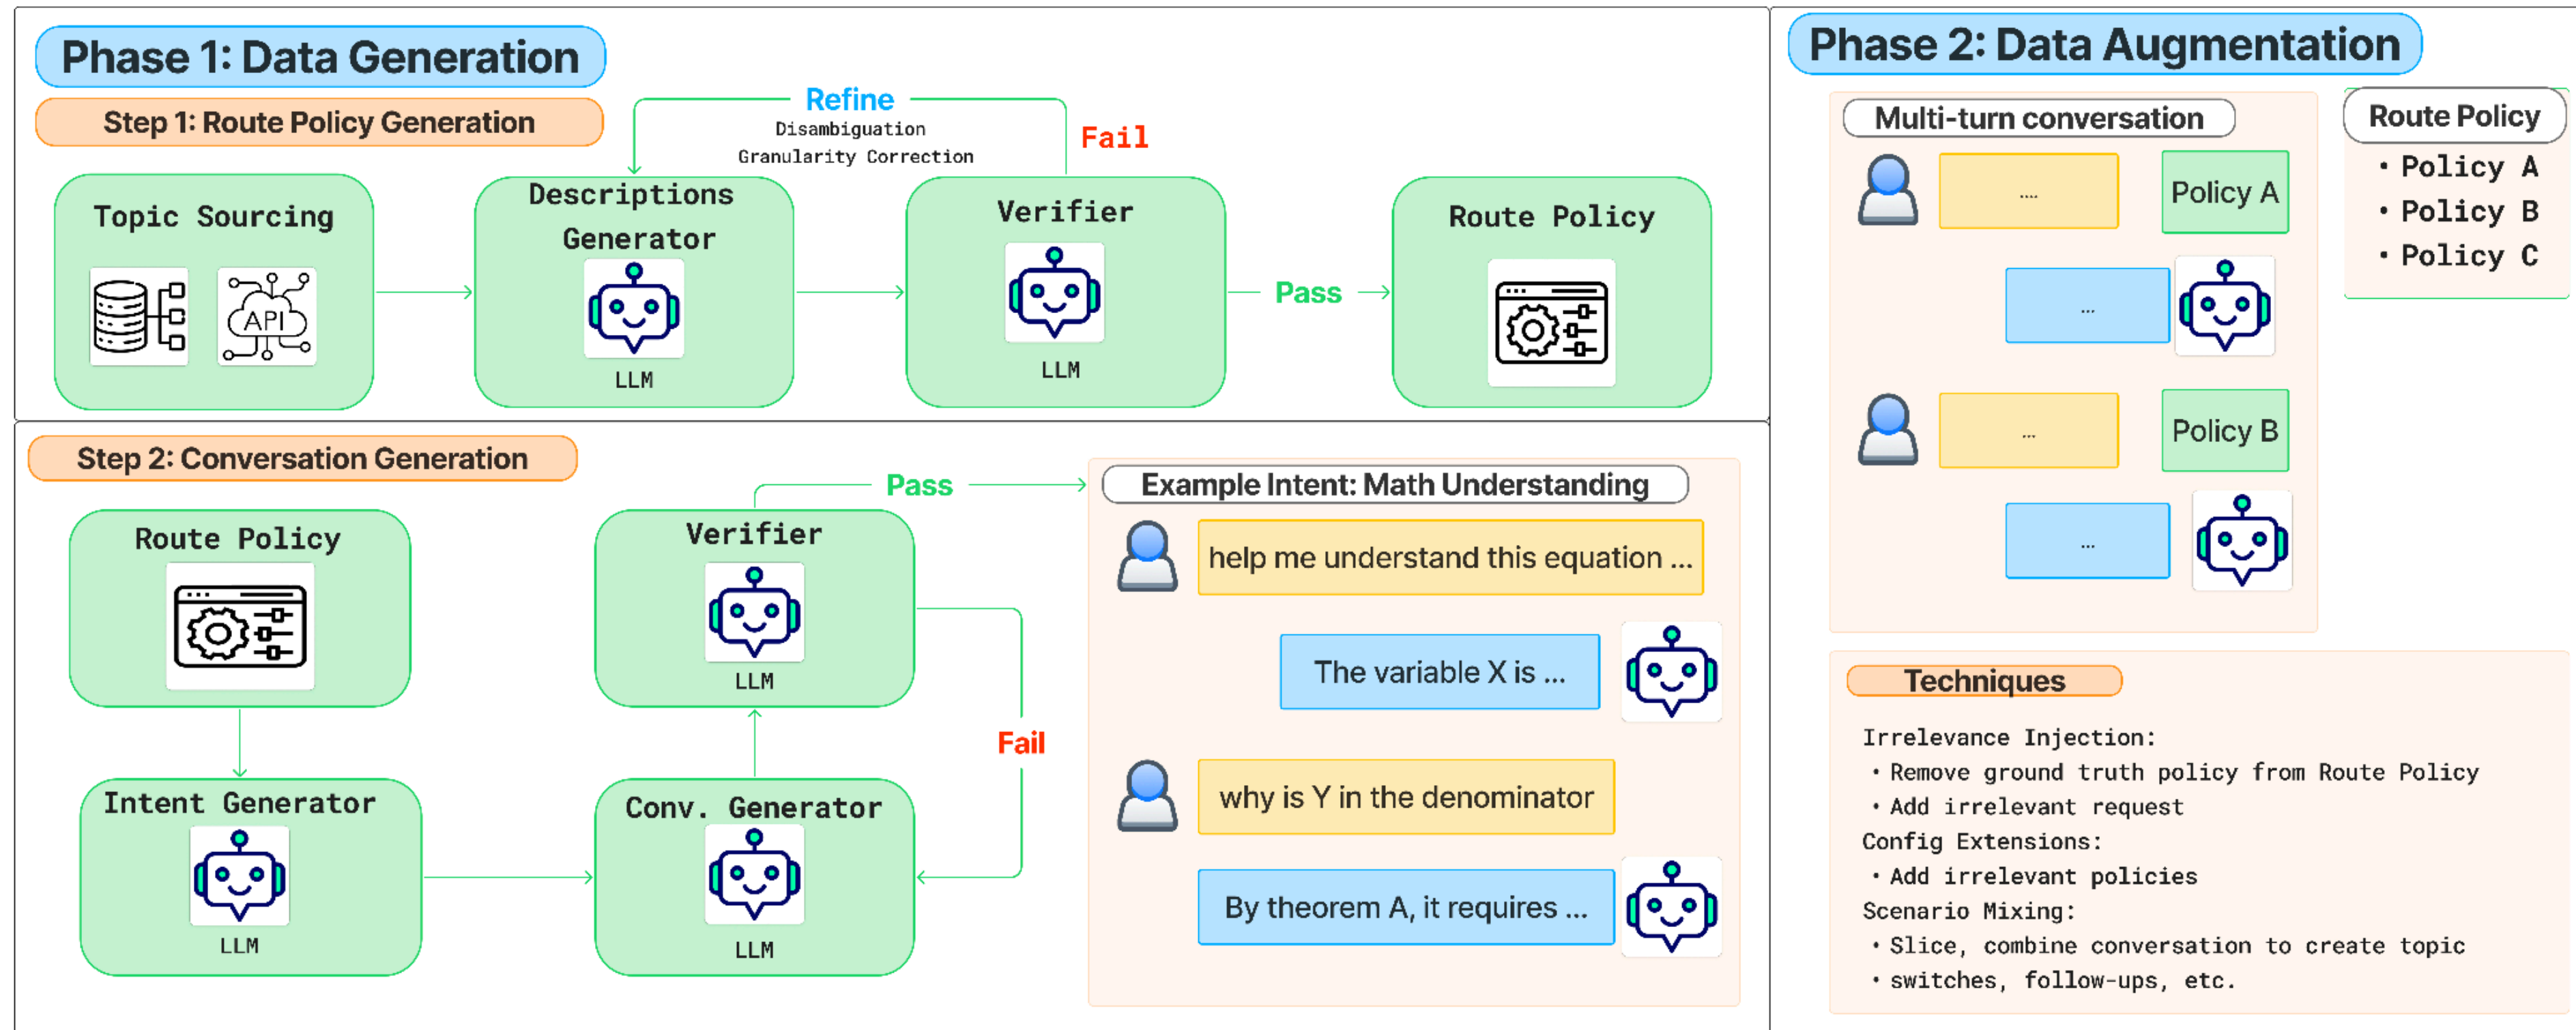 Phase 1: Data Generation
Step 1: Route Policy Generation
Refine
Disambiguation
Granularity Correction
Fail
Topic Sourcing
API
Descriptions
Generator
LLM
Verifier
LLM
Pass
Route Policy
Step 2: Conversation Generation
Route Policy
Intent Generator
LLM
Conv. Generator
LLM
Verifier
LLM
Pass
Fail
Example Intent: Math Understanding
help me understand this equation ...
The variable X is ...
why is Y in the denominator
By theorem A, it requires ...
Phase 2: Data Augmentation
Multi-turn conversation
....
Policy A
...
...
Policy B
...
Route Policy
• Policy A
• Policy B
• Policy C
Techniques
Irrelevance Injection:
• Remove ground truth policy from Route Policy
• Add irrelevant request
Config Extensions:
• Add irrelevant policies
Scenario Mixing:
• Slice, combine conversation to create topic
• switches, follow-ups, etc.